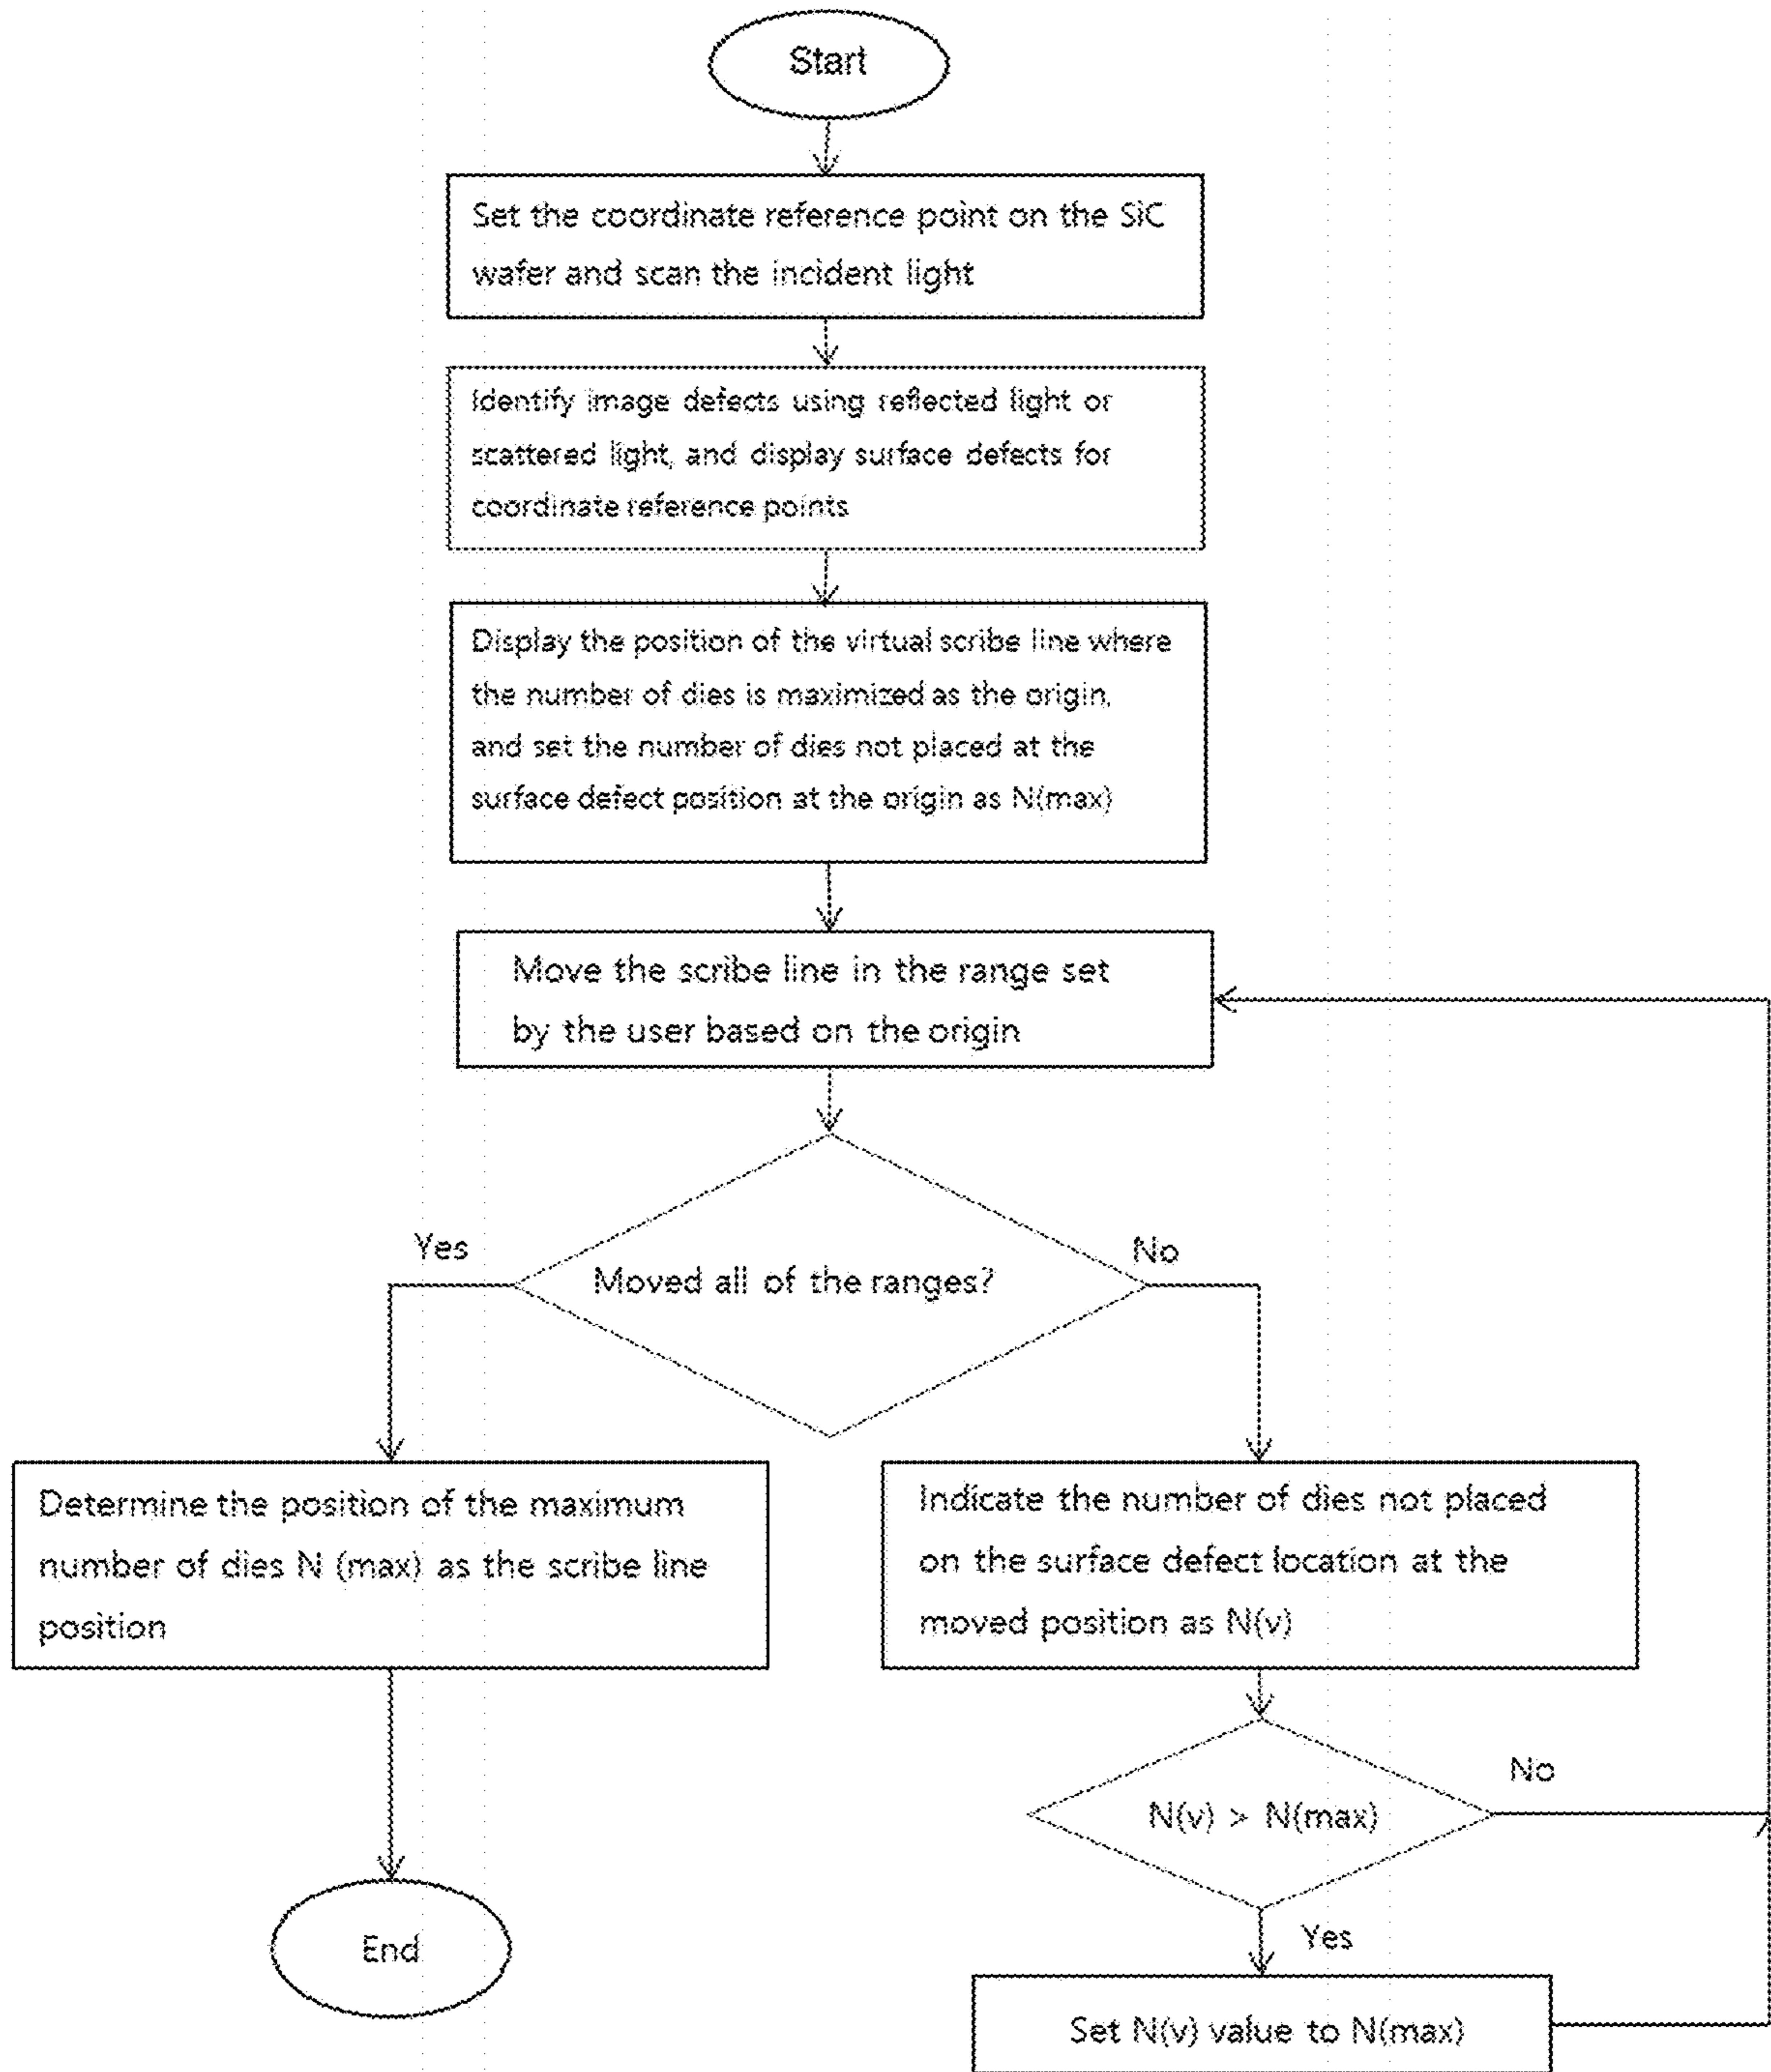 Start
Set the coordinate reference point on the SiC
wafer and scan the incident light
Identify image defects using reflected light or
scattered light, and display surface defects for
coordinate reference points
Display the position of the virtual scribe line where
the number of dies is maximized as the origin,
and set the number of dies not placed at the
surface defect position at the origin as N(max)
Move the scribe line in the range set
by the user based on the origin
Yes
No
Moved all of the ranges?
Determine the position of the maximum
number of dies N (max) as the scribe line
position
Indicate the number of dies not placed
on the surface defect location at the
moved position as N(v)
No
N(v) > N(max)
Yes
End
Set N(v) value to N(max)